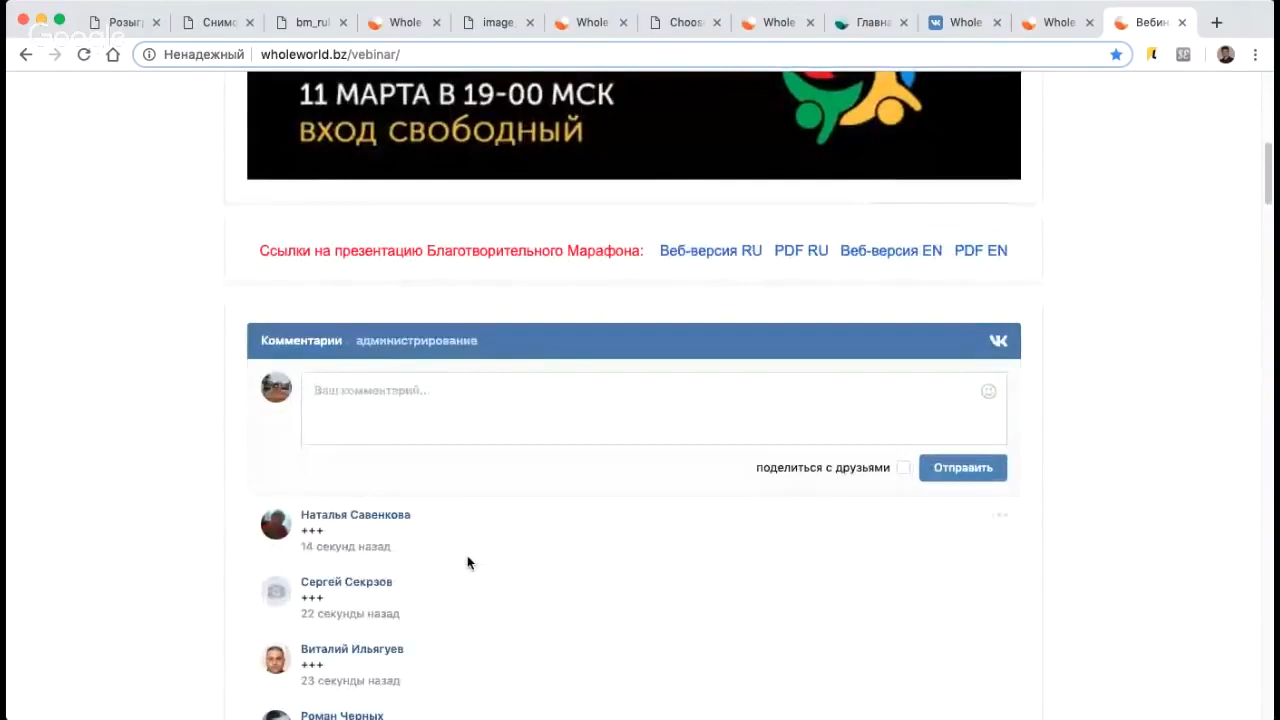 Розыг
Снимо
bm_rul
Whole
image
Whole
Choos
Whole
Главна
Whole
Whole
Вебин
Google
Ненадежный
wholeworld.bz/vebinar/
11 МАРТА В 19-00 МСК
ВХОД СВОБОДНЫЙ
Ссылки на презентацию Благотворительного Марафона: Веб-версия RU PDF RU Веб-версия EN PDF EN
Комментарии администрирование
Ваш комментарий...
поделиться с друзьями Отправить
Наталья Савенкова
+++
14 секунд назад
Сергей Секрзов
+++
22 секунды назад
Виталий Ильягуев
+++
23 секунды назад
Роман Черных